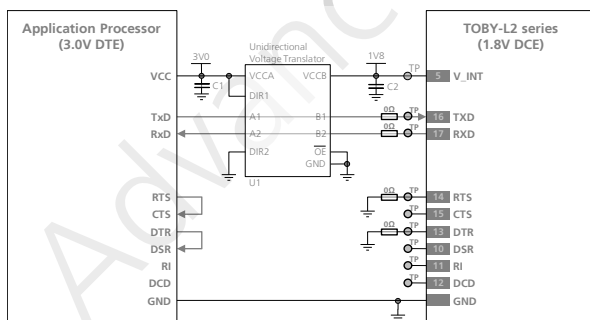 Application Processor
(3.0V DTE)
TOBY-L2 series
(1.8V DCE)
Unidirectional
Voltage Translator
3V0
1V8
TP
VCC
VCCA
VCCB
5
V_INT
C1
C2
DIR1
0Ω
TP
TxD
A1
B1
16
TXD
0Ω
TP
RxD
A2
B2
17
RXD
DIR2
OE
GND
U1
0Ω
TP
RTS
14
RTS
TP
CTS
15
CTS
0Ω
TP
DTR
13
DTR
TP
DSR
10
DSR
TP
RI
11
RI
TP
DCD
12
DCD
GND
GND
Advanc